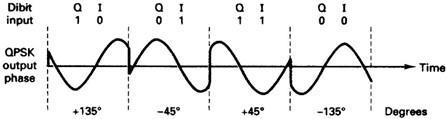 Dibit input Q I Q I Q I Q I
1 0 0 1 1 1 0 0
QPSK output phase
Time
+135° −45° +45° −135° Degrees